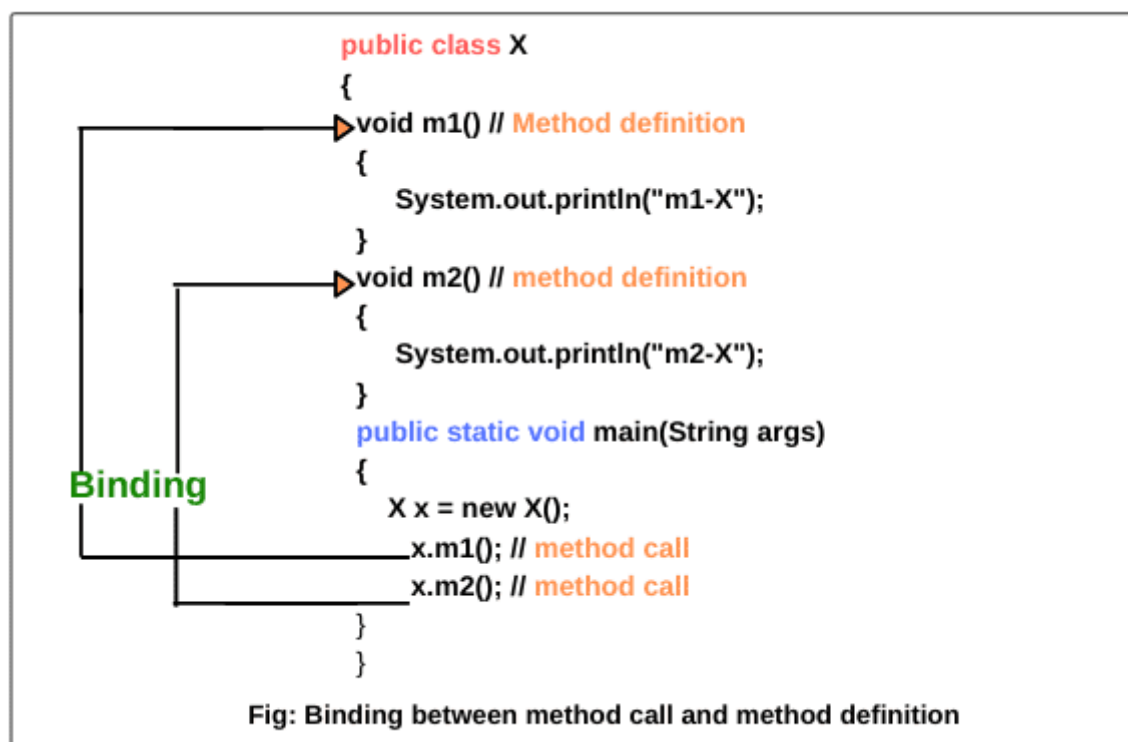 public class X
{
void m1() // Method definition
{
System.out.println("m1-X");
}
void m2() // method definition
{
System.out.println("m2-X");
}
public static void main(String args)
{
Binding
X x = new X();
x.m1(); // method call
x.m2(); // method call
}
}
Fig: Binding between method call and method definition